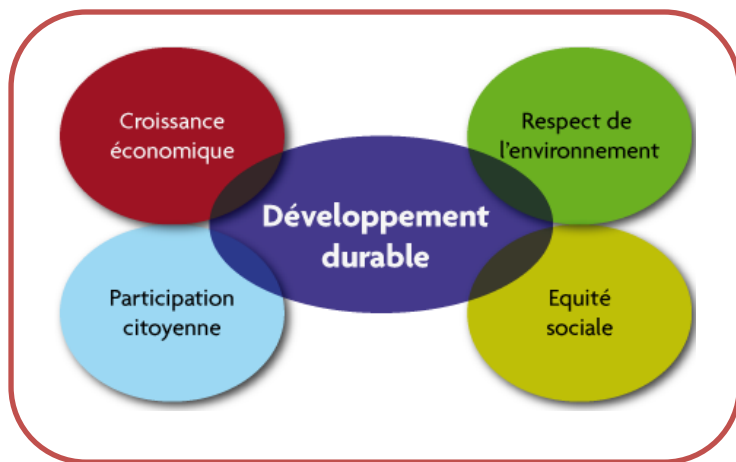 Croissance
économique
Respect de
l'environnement
Développement
durable
Participation
citoyenne
Equité
sociale